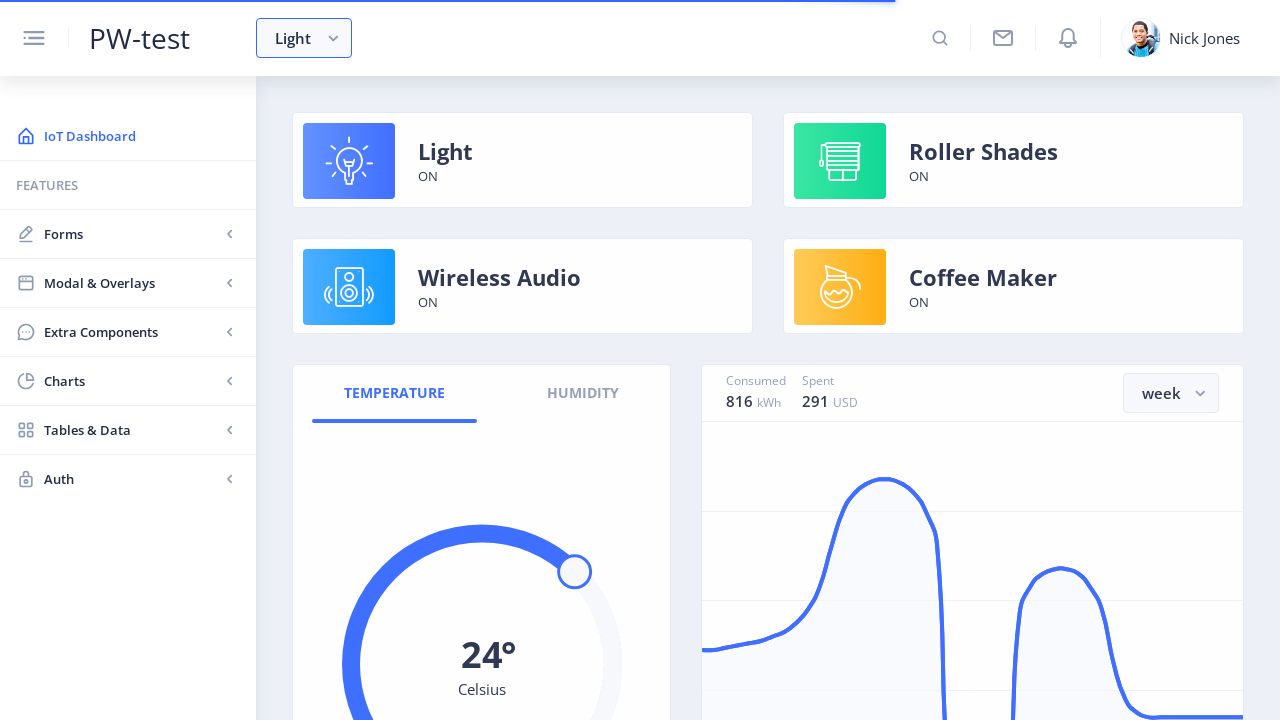 PW-test
Light
Nick Jones
IoT Dashboard
FEATURES
Forms
Modal & Overlays
Extra Components
Charts
Tables & Data
Auth
Light
ON
Roller Shades
ON
Wireless Audio
ON
Coffee Maker
ON
TEMPERATURE
HUMIDITY
24°
Celsius
Consumed
816 kWh
Spent
291 USD
week